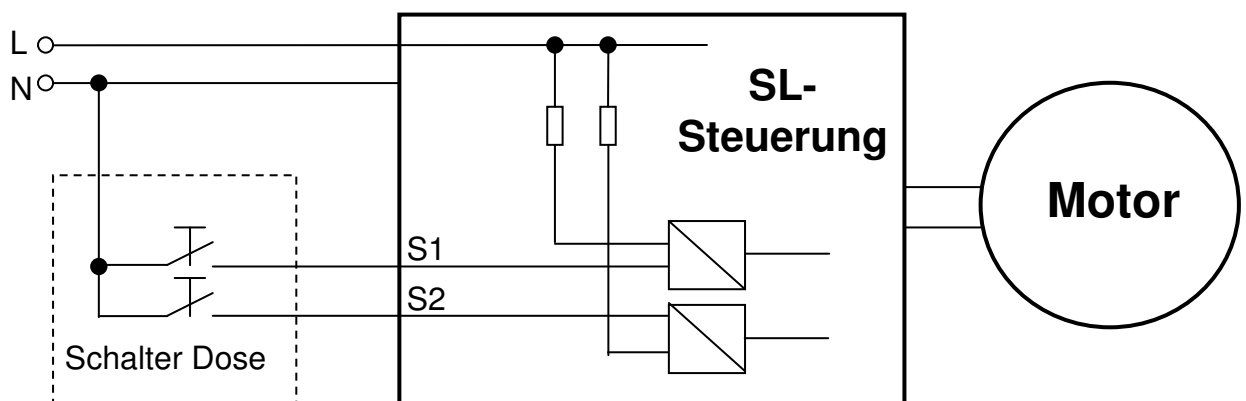 L
N
SL-
Steuerung
Motor
S1
S2
Schalter Dose